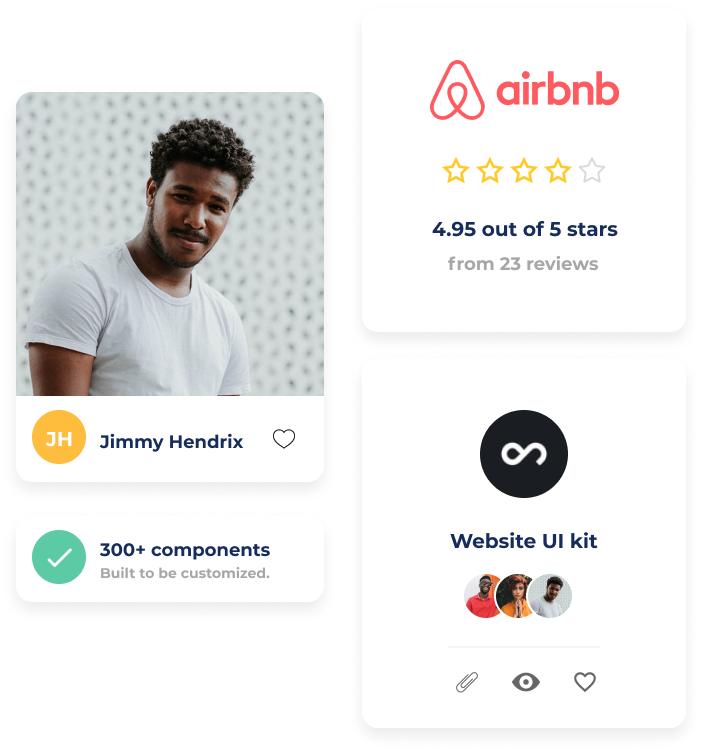 airbnb
4.95 out of 5 stars
from 23 reviews
JH
Jimmy Hendrix
300+ components
Built to be customized.
Website UI kit